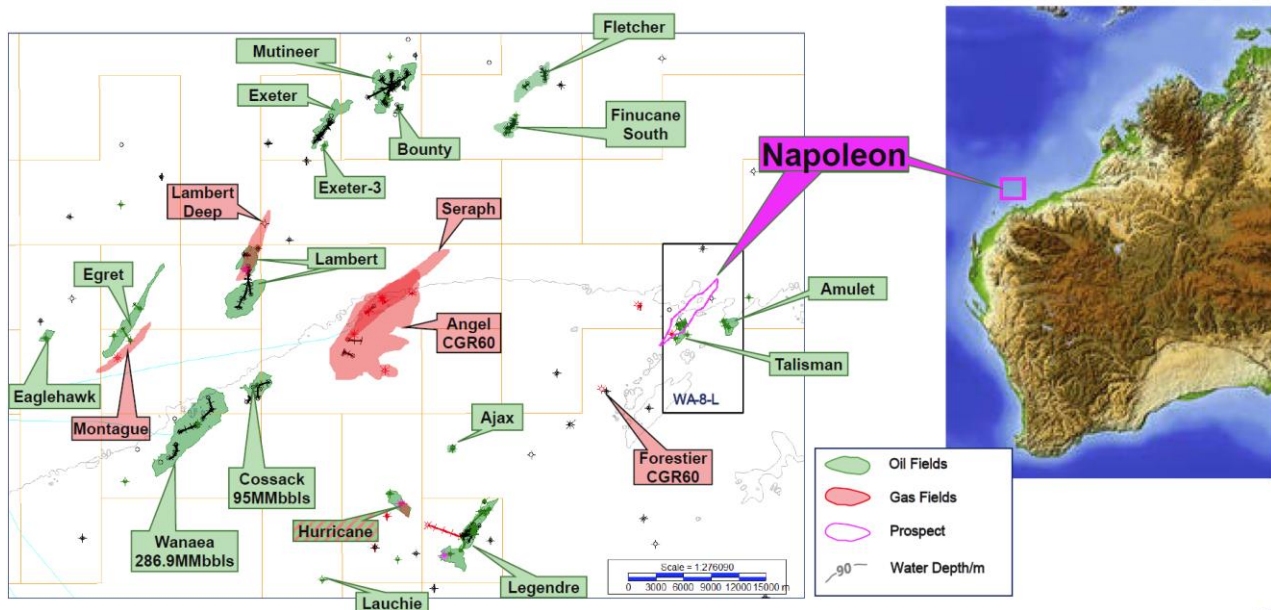 Fletcher
Mutineer
Exeter
Finucane
South
Bounty
Napoleon
Exeter-3
Lambert
Deep
Seraph
Lambert
Egret
Amulet
Angel
CGR60
Talisman
Eaglehawk
WA-8-L
Montague
Ajax
Forestier
CGR60
Cossack
95MMbbls
Hurricane
Wanaea
286.9MMbbls
Legendre
Lauchie
Scale = 1:276090
0 3000 6000 9000 12000 15000 m
Oil Fields
Gas Fields
Prospect
90 Water Depth/m